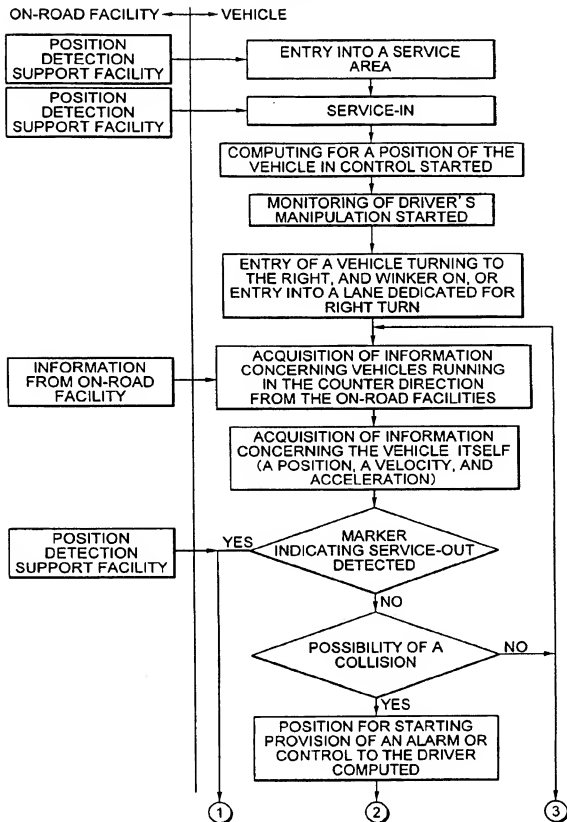 ON-ROAD FACILITY
VEHICLE
POSITION
DETECTION
SUPPORT FACILITY
ENTRY INTO A SERVICE
AREA
POSITION
DETECTION
SUPPORT FACILITY
SERVICE-IN
COMPUTING FOR A POSITION OF THE
VEHICLE IN CONTROL STARTED
MONITORING OF DRIVER'S
MANIPULATION STARTED
ENTRY OF A VEHICLE TURNING TO
THE RIGHT, AND WINKER ON, OR
ENTRY INTO A LANE DEDICATED FOR
RIGHT TURN
INFORMATION
FROM ON-ROAD
FACILITY
ACQUISITION OF INFORMATION
CONCERNING VEHICLES RUNNING
IN THE COUNTER DIRECTION
FROM THE ON-ROAD FACILITIES
ACQUISITION OF INFORMATION
CONCERNING THE VEHICLE ITSELF
(A POSITION, A VELOCITY, AND
ACCELERATION)
POSITION
DETECTION
SUPPORT FACILITY
YES
MARKER
INDICATING SERVICE-OUT
DETECTED
NO
POSSIBILITY OF A
COLLISION
NO
YES
POSITION FOR STARTING
PROVISION OF AN ALARM OR
CONTROL TO THE DRIVER
COMPUTED
1
2
3